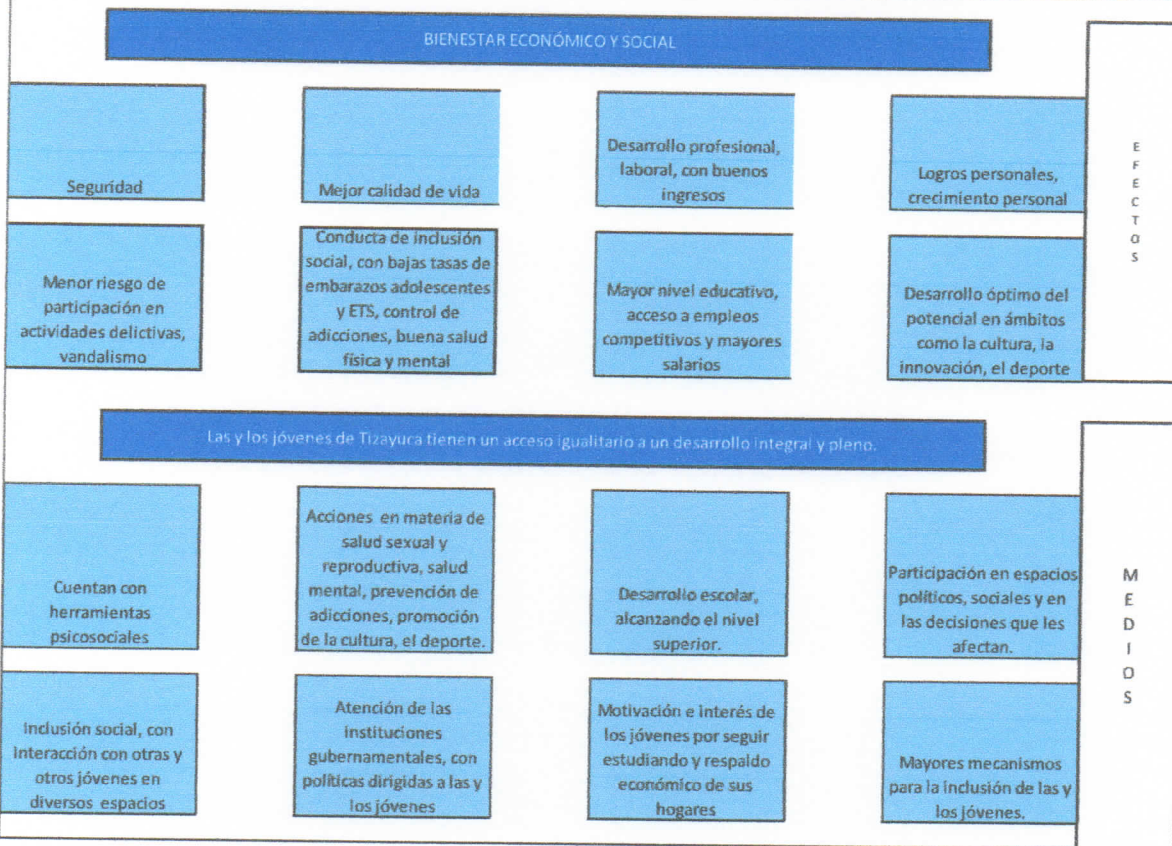 BIENESTAR ECONÓMICO Y SOCIAL
Seguridad
Mejor calidad de vida
Desarrollo profesional,
laboral, con buenos
ingresos
Logros personales,
crecimiento personal
Menor riesgo de
participación en
actividades delictivas,
vandalismo
Conducta de inclusión
social, con bajas tasas de
embarazos adolescentes
y ETS, control de
adicciones, buena salud
física y mental
Mayor nivel educativo,
acceso a empleos
competitivos y mayores
salarios
Desarrollo óptimo del
potencial en ámbitos
como la cultura, la
innovación, el deporte
E
F
E
C
T
O
S
Las y los jóvenes de Tizayuca tienen un acceso igualitario a un desarrollo integral y pleno.
Cuentan con
herramientas
psicosociales
Acciones en materia de
salud sexual y
reproductiva, salud
mental, prevención de
adicciones, promoción
de la cultura, el deporte.
Desarrollo escolar,
alcanzando el nivel
superior.
Participación en espacios
políticos, sociales y en
las decisiones que les
afectan.
Inclusión social, con
interacción con otras y
otros jóvenes en
diversos espacios
Atención de las
instituciones
gubernamentales, con
políticas dirigidas a las y
los jóvenes
Motivación e interés de
los jóvenes por seguir
estudiando y respaldo
económico de sus
hogares
Mayores mecanismos
para la inclusión de las y
los jóvenes.
M
E
D
I
O
S